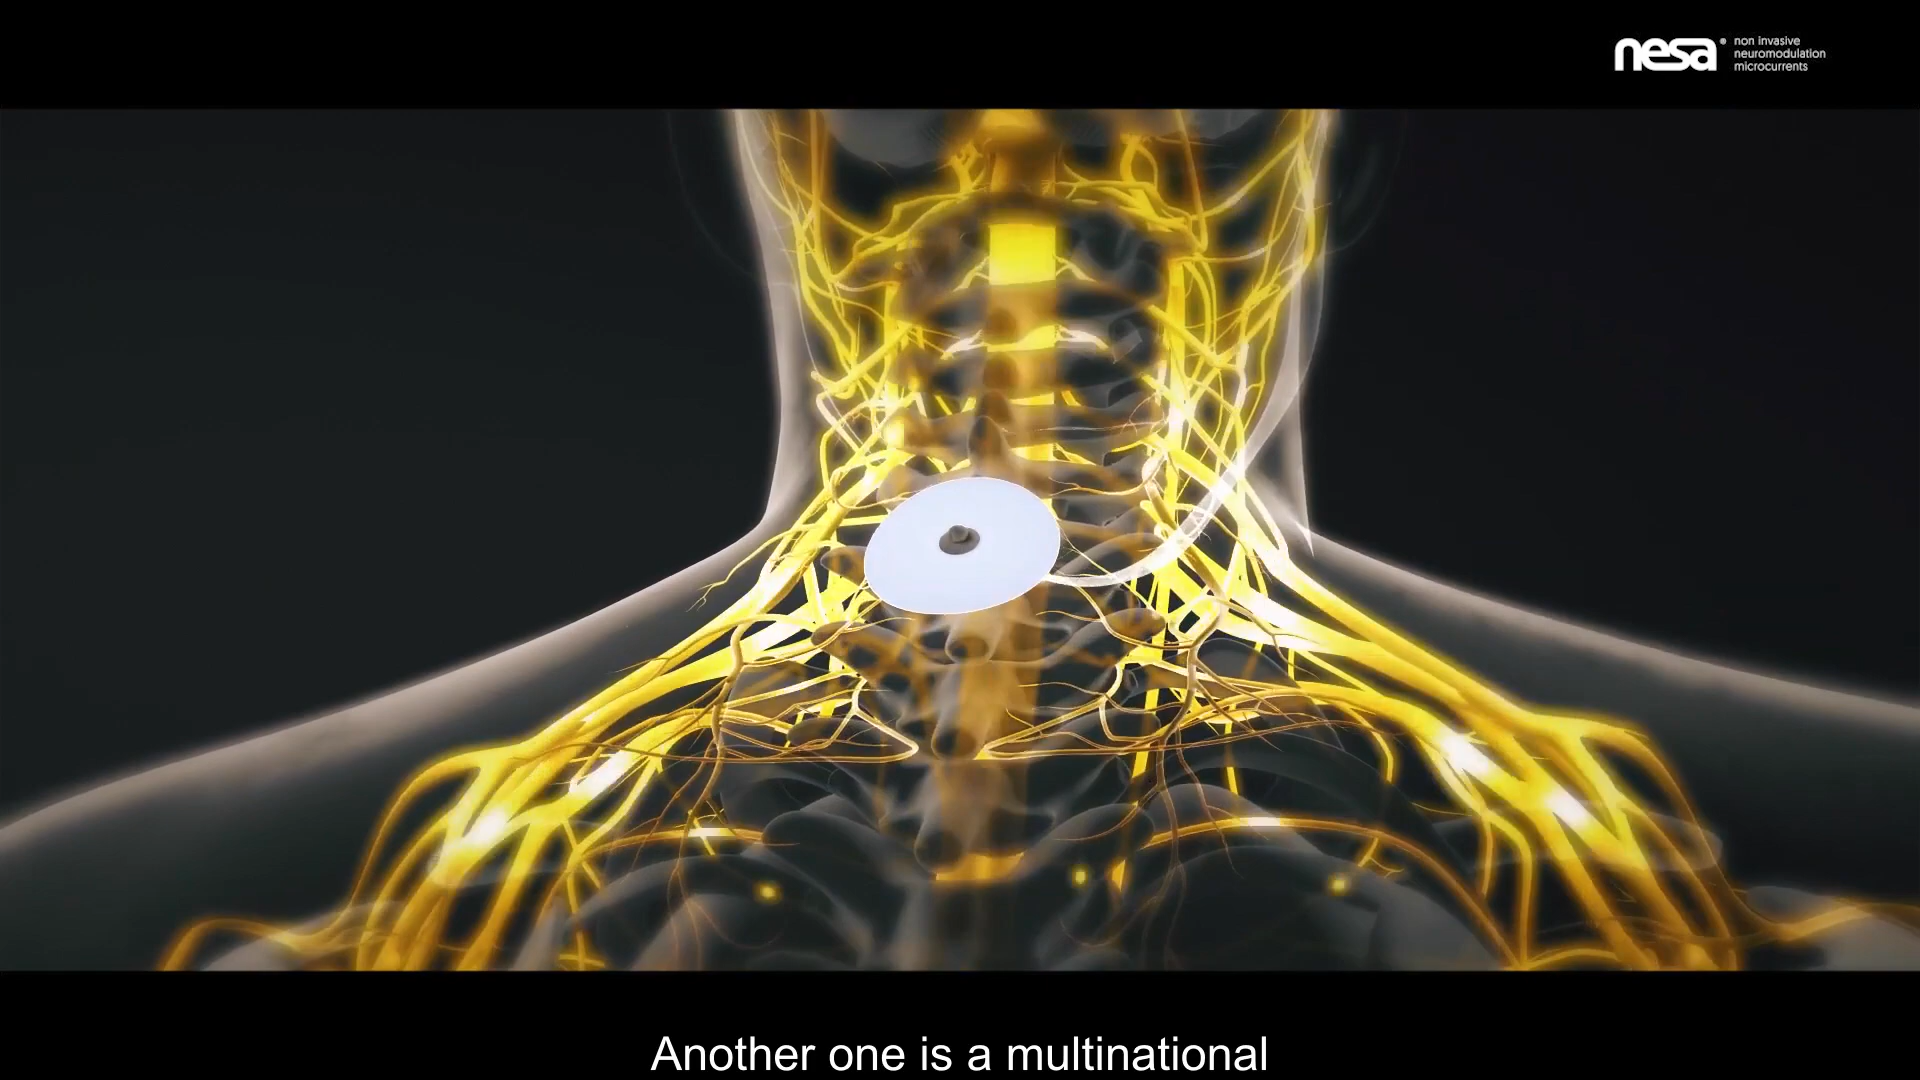 nesa
non invasive
neuromodulation
microcurrents
Another one is a multinational